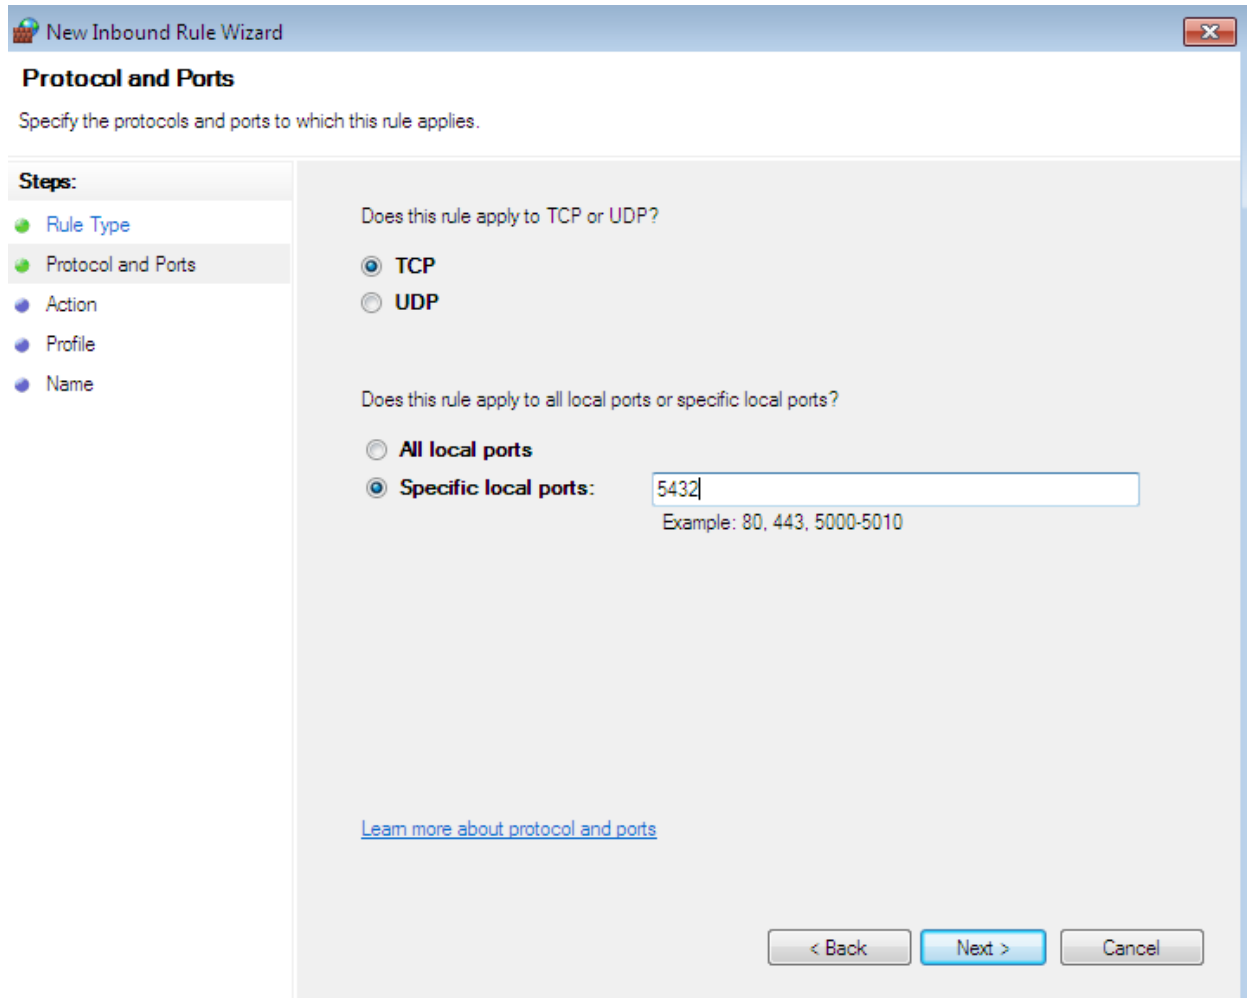 New Inbound Rule Wizard
Protocol and Ports
Specify the protocols and ports to which this rule applies.
Steps:
Rule Type
Protocol and Ports
Action
Profile
Name
Does this rule apply to TCP or UDP?
TCP
UDP
Does this rule apply to all local ports or specific local ports?
All local ports
Specific local ports: 5432
Example: 80, 443, 5000-5010
Learn more about protocol and ports
< Back Next > Cancel